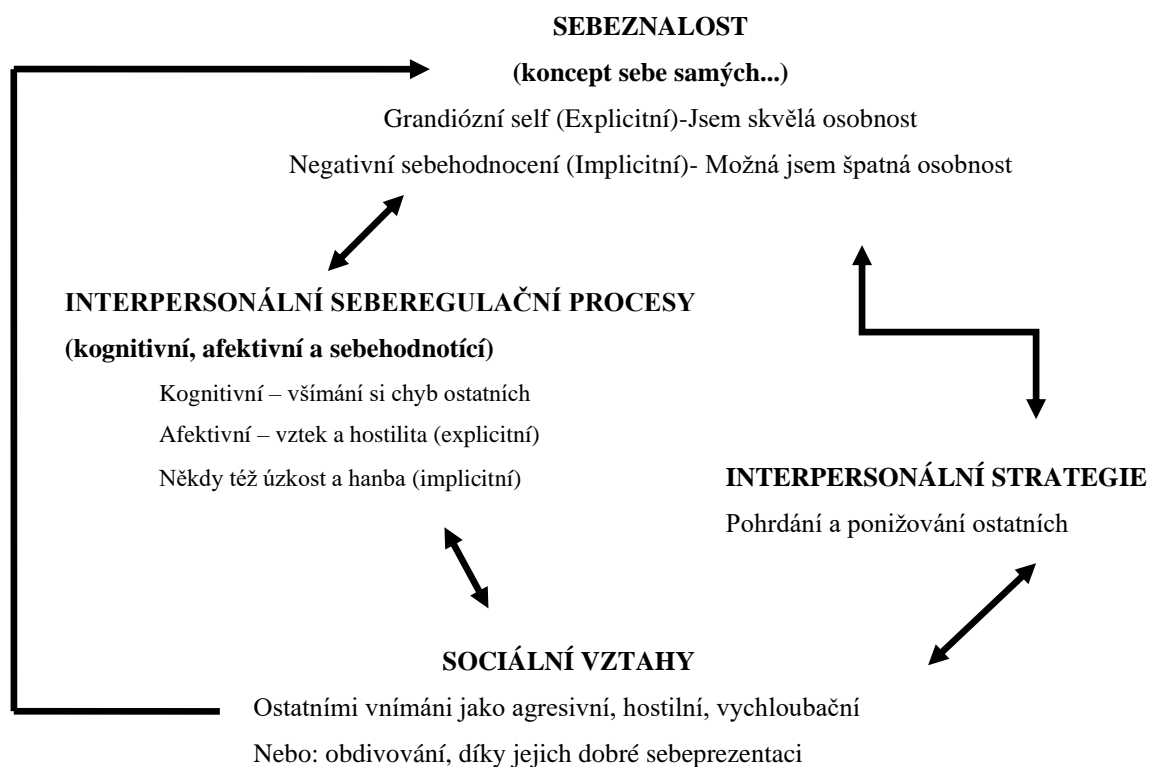 SEBEZNALOST
(koncept sebe samých...)
Grandiózní self (Explicitní)-Jsem skvělá osobnost
Negativní sebehodnocení (Implicitní)- Možná jsem špatná osobnost
INTERPERSONÁLNÍ SEBEREGULAČNÍ PROCESY
(kognitivní, afektivní a sebehodnotící)
Kognitivní – všímání si chyb ostatních
Afektivní – vztek a hostilita (explicitní)
Někdy též úzkost a hanba (implicitní)
INTERPERSONÁLNÍ STRATEGIE
Pohrdání a ponižování ostatních
SOCIÁLNÍ VZTAHY
Ostatními vnímáni jako agresivní, hostilní, vychloubační
Nebo: obdivování, díky jejich dobré sebeprezentaci